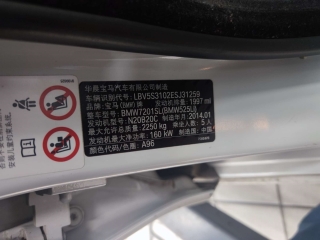 华晨宝马汽车有限公司制造
车辆识别代号: LBV5S3102ESJ31259
品牌: 宝马(BMW)牌 发动机排量: 1997 ml
整车型号: BMW7201SL(BMW525Li)
发动机型号: N20B20C 制造年月: 2014.01
最大允许总质量: 2250 kg 乘坐人数: 5人
发动机最大净功率: 160 kW 制造国: 中国
颜色代号/色番: A96